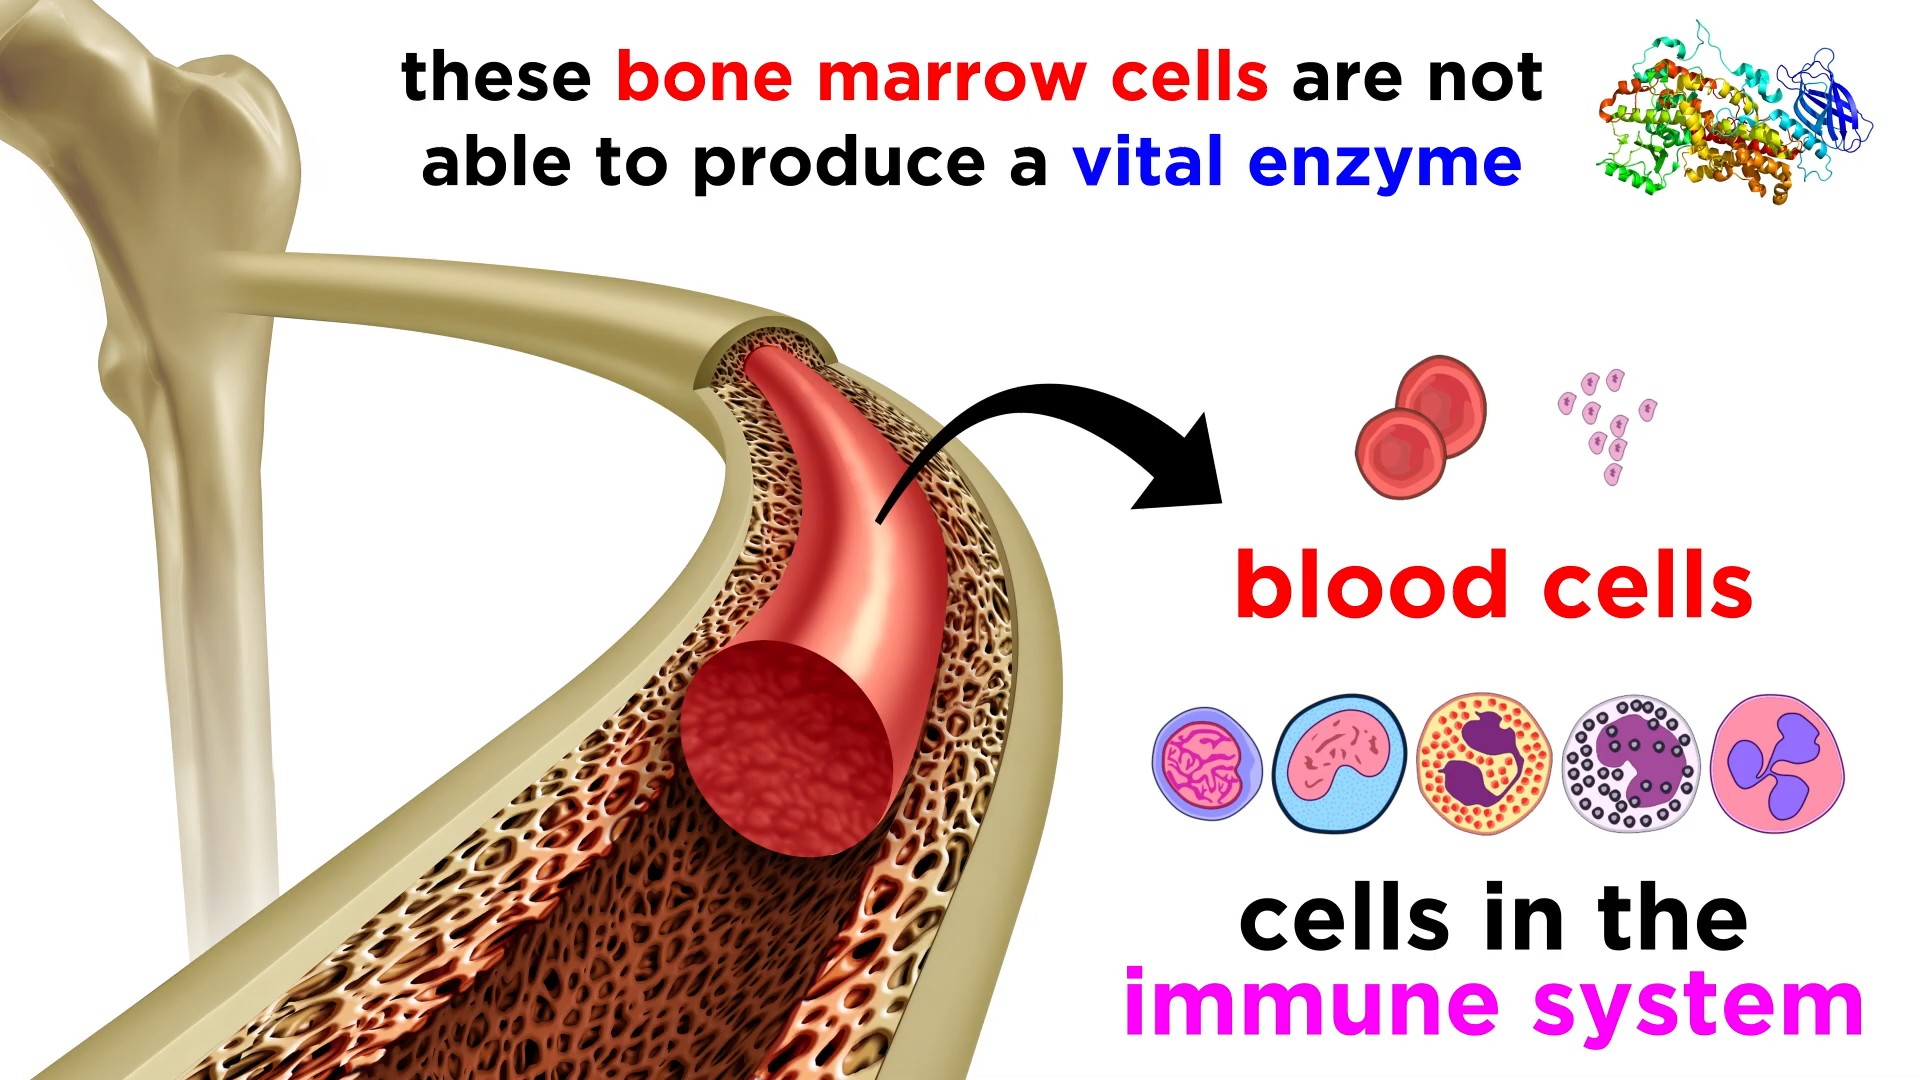 these bone marrow cells are not
able to produce a vital enzyme
blood cells
cells in the
immune system